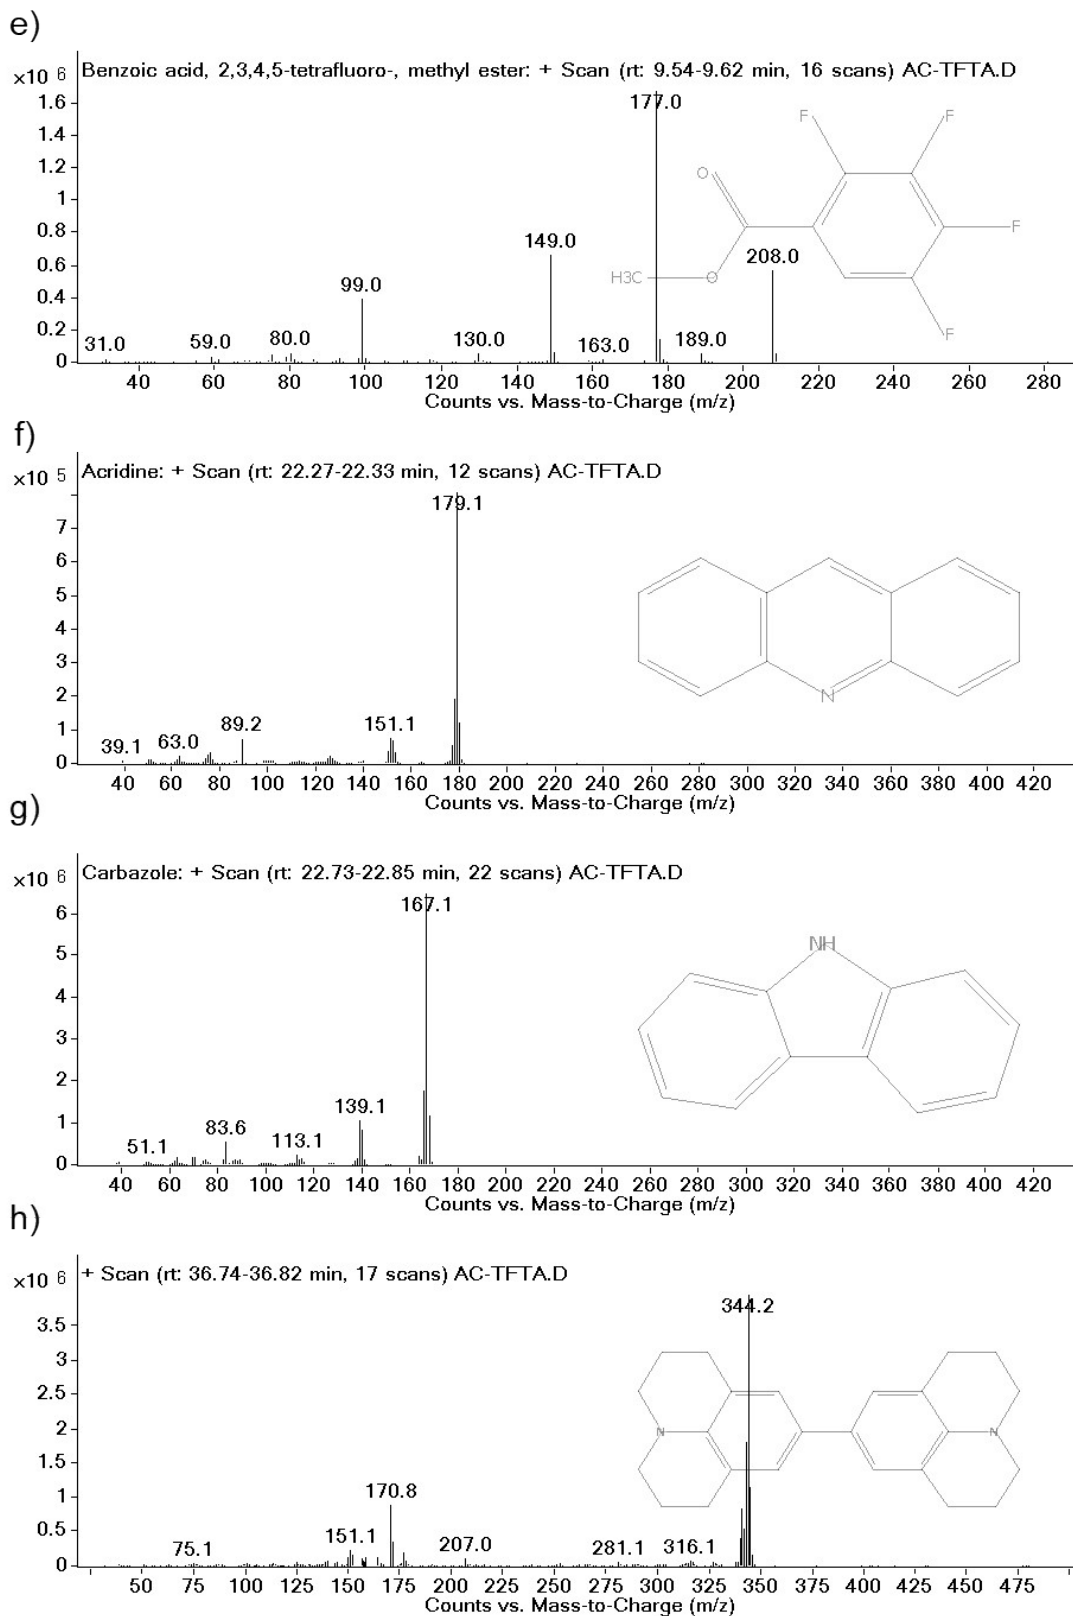 e)
×10 6
Benzoic acid, 2,3,4,5-tetrafluoro-, methyl ester: + Scan (rt: 9.54-9.62 min, 16 scans) AC-TFTA.D
1.6
1.4
1.2
1
0.8
0.6
0.4
0.2
0
31.0
59.0
80.0
99.0
130.0
149.0
163.0
177.0
189.0
208.0
F
F
F
F
O
O
H3C
40 60 80 100 120 140 160 180 200 220 240 260 280
Counts vs. Mass-to-Charge (m/z)
f)
×10 5
Acridine: + Scan (rt: 22.27-22.33 min, 12 scans) AC-TFTA.D
7
6
5
4
3
2
1
0
39.1
63.0
89.2
151.1
179.1
N
40 60 80 100 120 140 160 180 200 220 240 260 280 300 320 340 360 380 400 420
Counts vs. Mass-to-Charge (m/z)
g)
×10 6
Carbazole: + Scan (rt: 22.73-22.85 min, 22 scans) AC-TFTA.D
6
5
4
3
2
1
0
51.1
83.6
113.1
139.1
167.1
NH
40 60 80 100 120 140 160 180 200 220 240 260 280 300 320 340 360 380 400 420
Counts vs. Mass-to-Charge (m/z)
h)
×10 6
+ Scan (rt: 36.74-36.82 min, 17 scans) AC-TFTA.D
3.5
3
2.5
2
1.5
1
0.5
0
75.1
151.1
170.8
207.0
281.1
316.1
344.2
N
N
50 75 100 125 150 175 200 225 250 275 300 325 350 375 400 425 450 475
Counts vs. Mass-to-Charge (m/z)